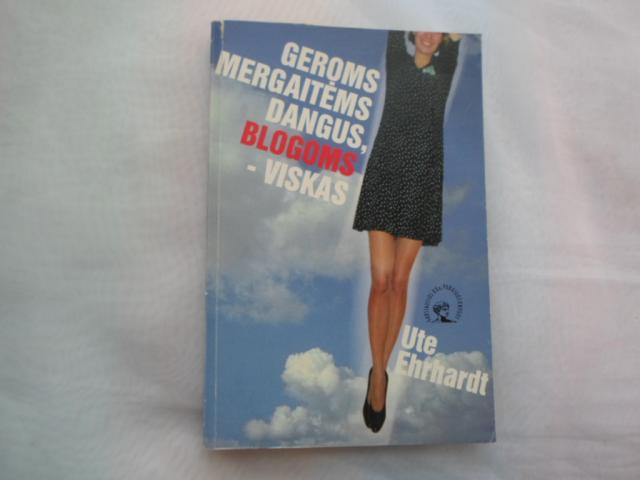 GEROMS
MERGAITĖMS
DANGUS,
BLOGOMS
- VISKAS
Ute
Ehrhardt